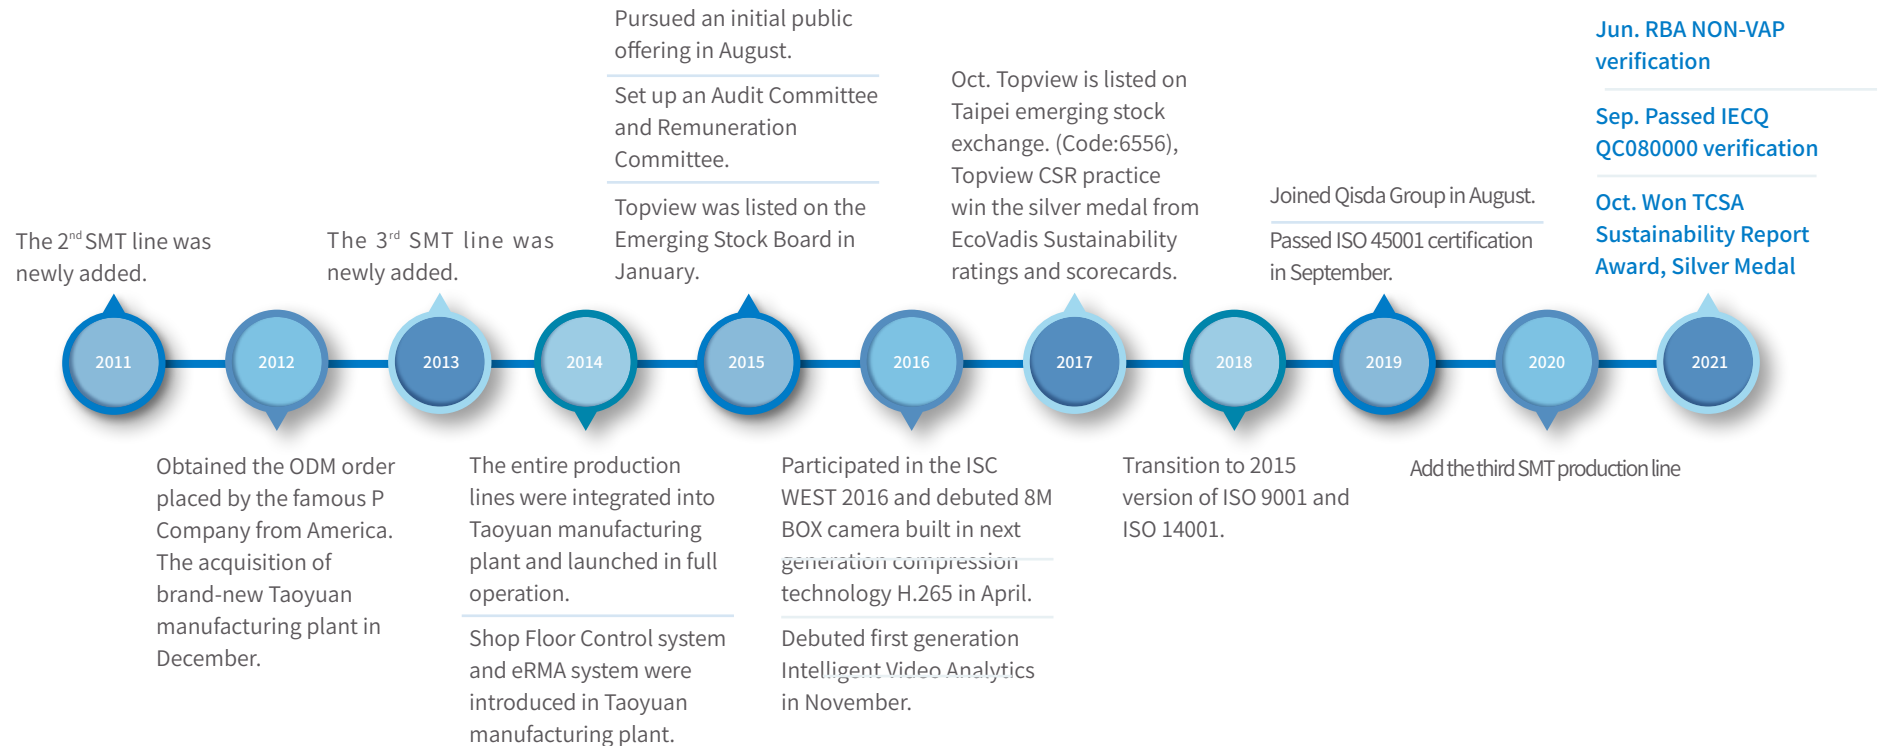 Pursued an initial public
offering in August.
Set up an Audit Committee
and Remuneration
Committee.
Topview was listed on the
Emerging Stock Board in
January.
Oct. Topview is listed on
Taipei emerging stock
exchange. (Code:6556),
Topview CSR practice
win the silver medal from
EcoVadis Sustainability
ratings and scorecards.
Jun. RBA NON-VAP
verification
Sep. Passed IECQ
QC080000 verification
Oct. Won TCSA
Sustainability Report
Award, Silver Medal
The 2nd SMT line was
newly added.
The 3rd SMT line was
newly added.
Joined Qisda Group in August.
Passed ISO 45001 certification
in September.
2011
2012
2013
2014
2015
2016
2017
2018
2019
2020
2021
Obtained the ODM order
placed by the famous P
Company from America.
The acquisition of
brand-new Taoyuan
manufacturing plant in
December.
The entire production
lines were integrated into
Taoyuan manufacturing
plant and launched in full
operation.
Shop Floor Control system
and eRMA system were
introduced in Taoyuan
manufacturing plant.
Participated in the ISC
WEST 2016 and debuted 8M
BOX camera built in next
generation compression
technology H.265 in April.
Debuted first generation
Intelligent Video Analytics
in November.
Transition to 2015
version of ISO 9001 and
ISO 14001.
Add the third SMT production line